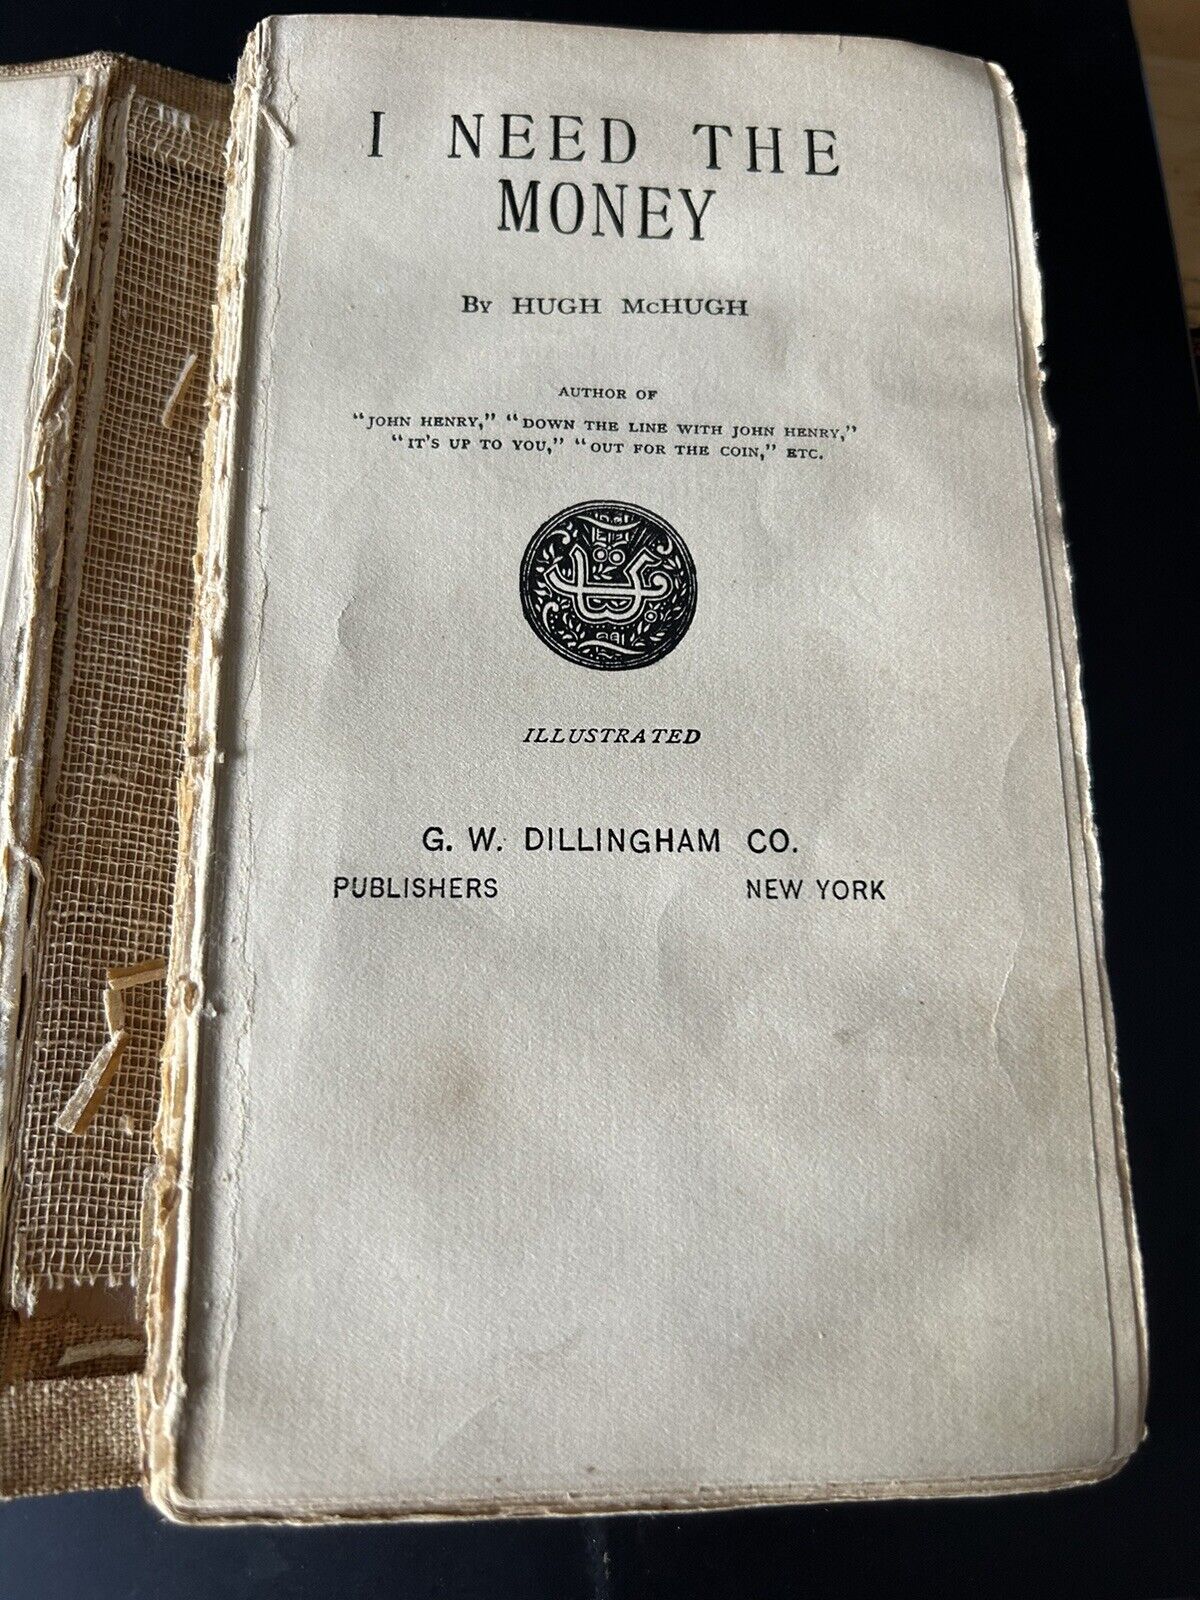 I NEED THE
MONEY
By HUGH McHUGH
AUTHOR OF
"JOHN HENRY," "DOWN THE LINE WITH JOHN HENRY,"
"IT'S UP TO YOU," "OUT FOR THE COIN," ETC.
ILLUSTRATED
G. W. DILLINGHAM CO.
PUBLISHERS NEW YORK